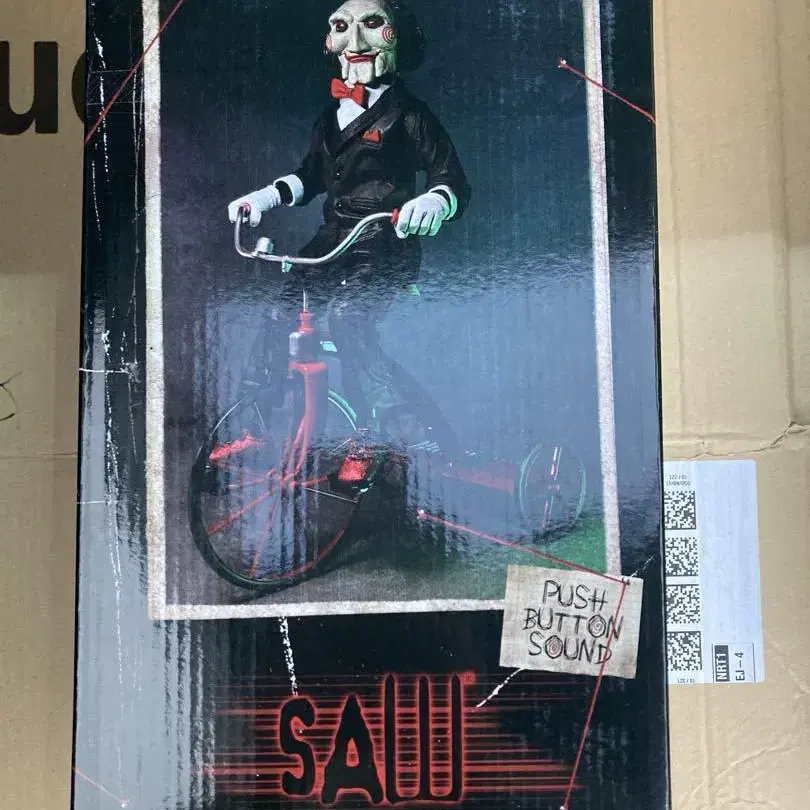 PUSH
BUTTON
SOUND
SAW
®
NRT1
EJ-4